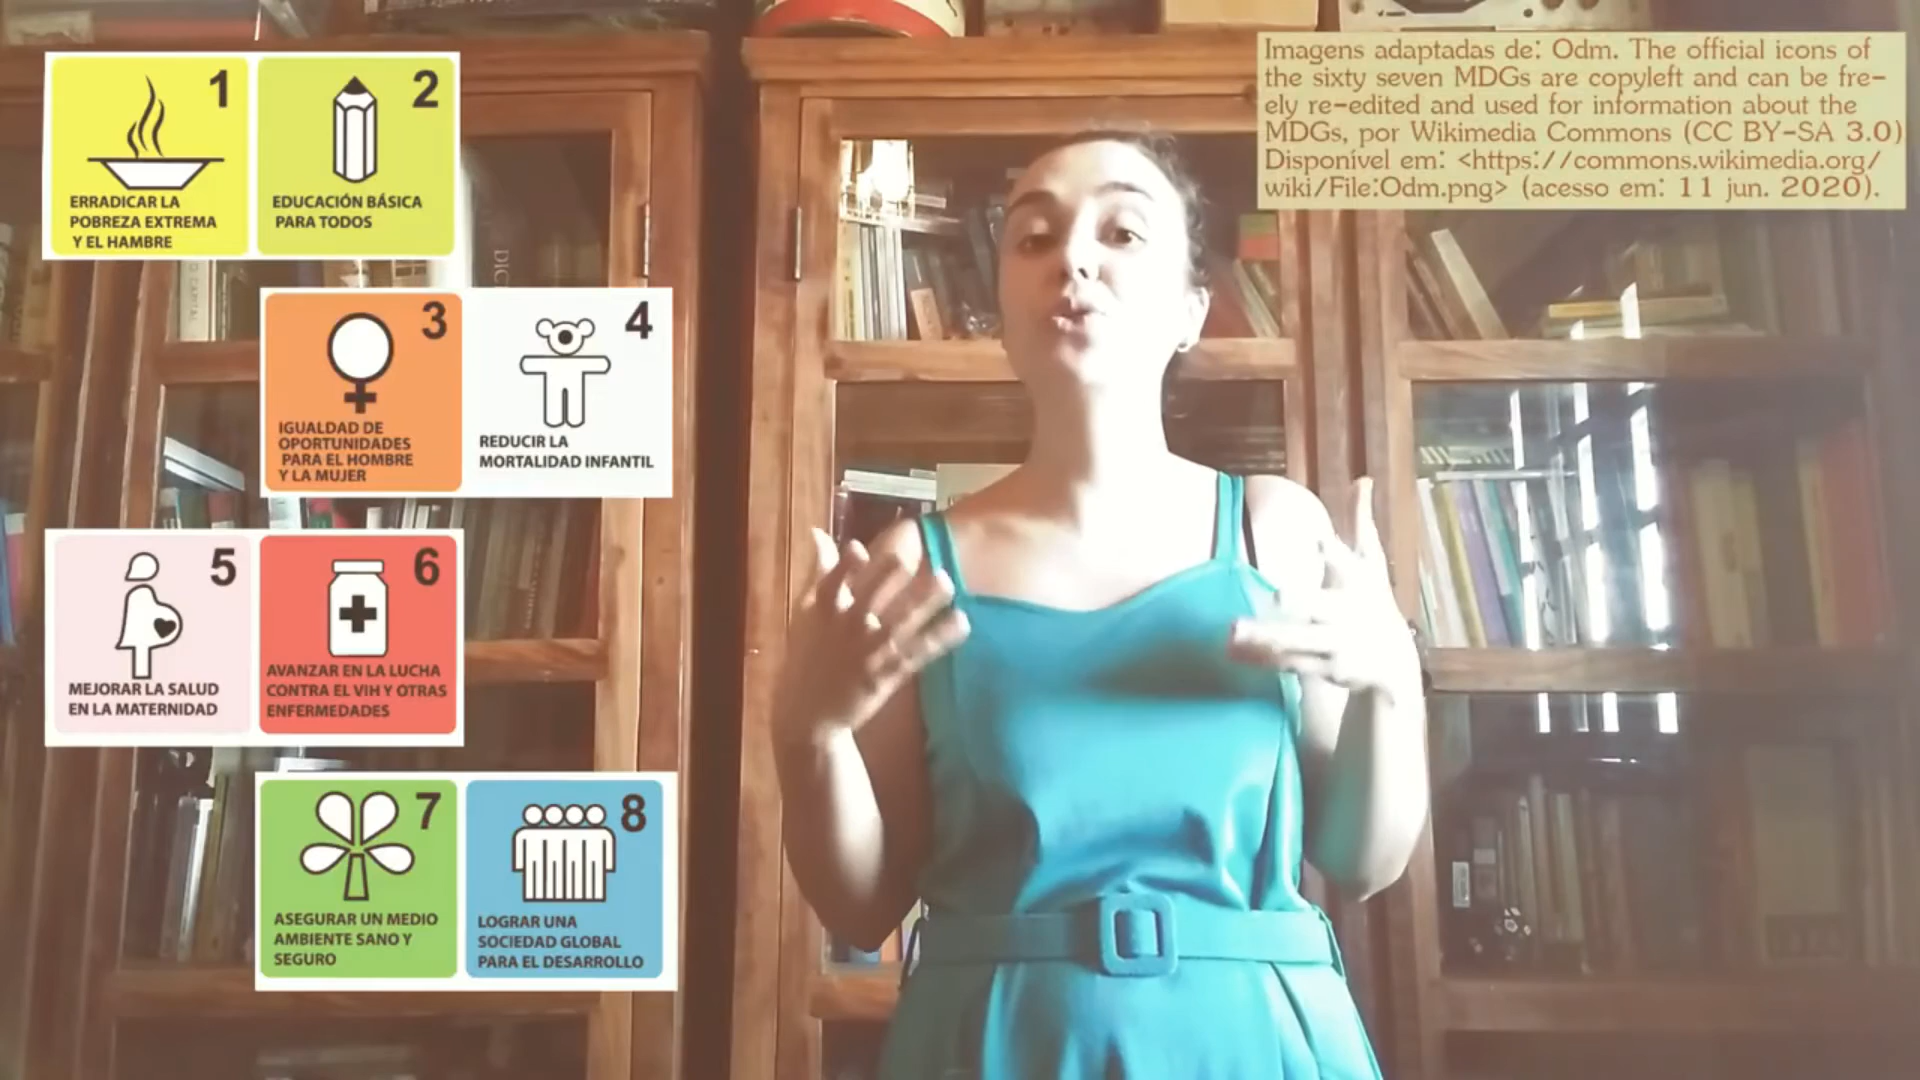 1
ERRADICAR LA
POBREZA EXTREMA
Y EL HAMBRE
2
EDUCACIÓN BÁSICA
PARA TODOS
3
IGUALDAD DE
OPORTUNIDADES
PARA EL HOMBRE
Y LA MUJER
4
REDUCIR LA
MORTALIDAD INFANTIL
5
MEJORAR LA SALUD
EN LA MATERNIDAD
6
AVANZAR EN LA LUCHA
CONTRA EL VIH Y OTRAS
ENFERMEDADES
7
ASEGURAR UN MEDIO
AMBIENTE SANO Y
SEGURO
8
LOGRAR UNA
SOCIEDAD GLOBAL
PARA EL DESARROLLO
Imagens adaptadas de: Odm. The official icons of
the sixty seven MDGs are copyleft and can be fre-
ely re-edited and used for information about the
MDGs, por Wikimedia Commons (CC BY-SA 3.0)
Disponível em: <https://commons.wikimedia.org/
wiki/File:Odm.png> (acesso em: 11 jun. 2020).